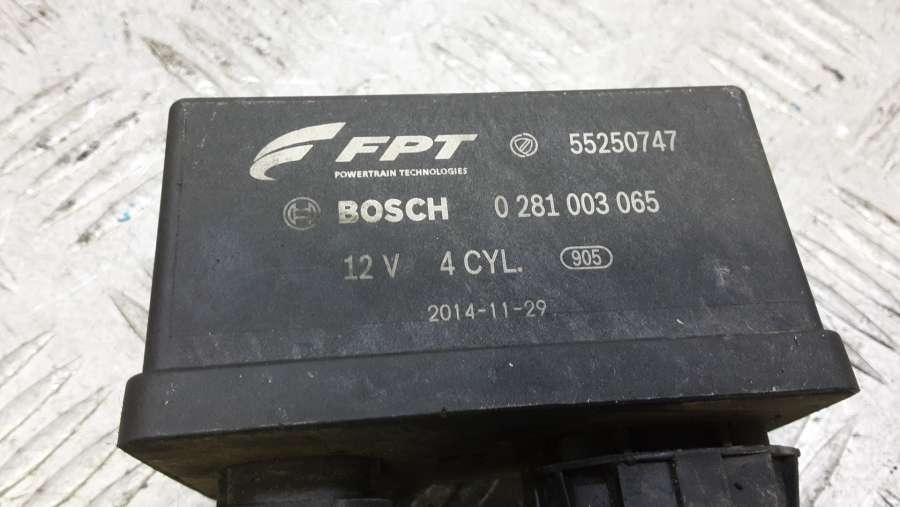 FPT 55250747
POWERTRAIN TECHNOLOGIES
BOSCH 0 281 003 065
12 V 4 CYL. 905
2014-11-29